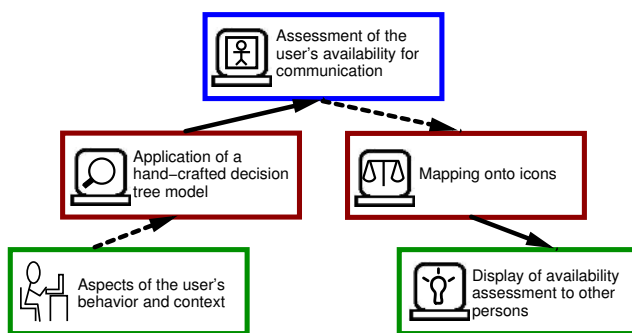 Assessment of the
user's availability for
communication
Application of a
hand−crafted decision
tree model
Mapping onto icons
Aspects of the user's
behavior and context
Display of availability
assessment to other
persons